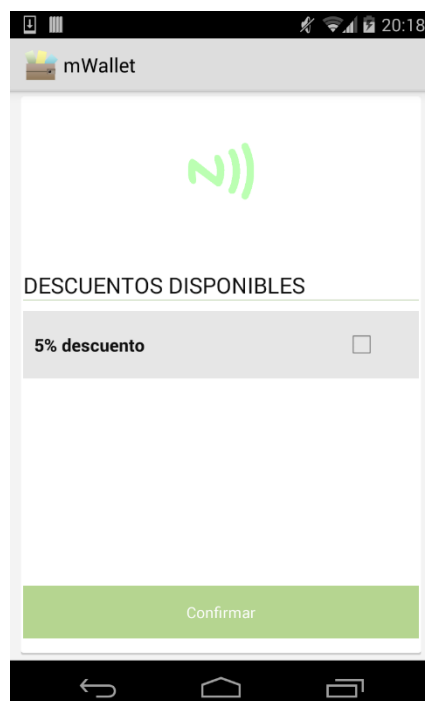 20:18
mWallet
DESCUENTOS DISPONIBLES
5% descuento
Confirmar